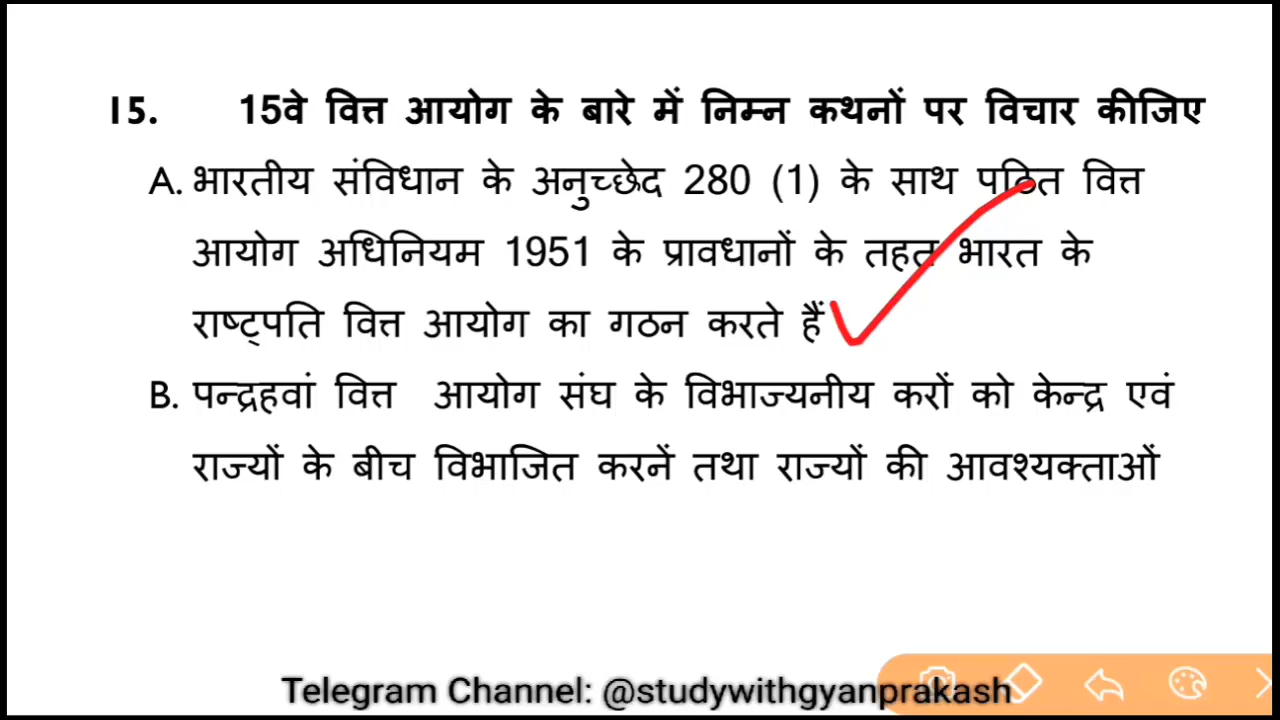 15. 15वे वित्त आयोग के बारे में निम्न कथनों पर विचार कीजिए
A. भारतीय संविधान के अनुच्छेद 280 (1) के साथ पठित वित्त
आयोग अधिनियम 1951 के प्रावधानों के तहत भारत के
राष्ट्पति वित्त आयोग का गठन करते हैं
B. पन्द्रहवां वित्त आयोग संघ के विभाज्यनीय करों को केन्द्र एवं
राज्यों के बीच विभाजित करनें तथा राज्यों की आवश्यक्ताओं
Telegram Channel: @studywithgyanprakash